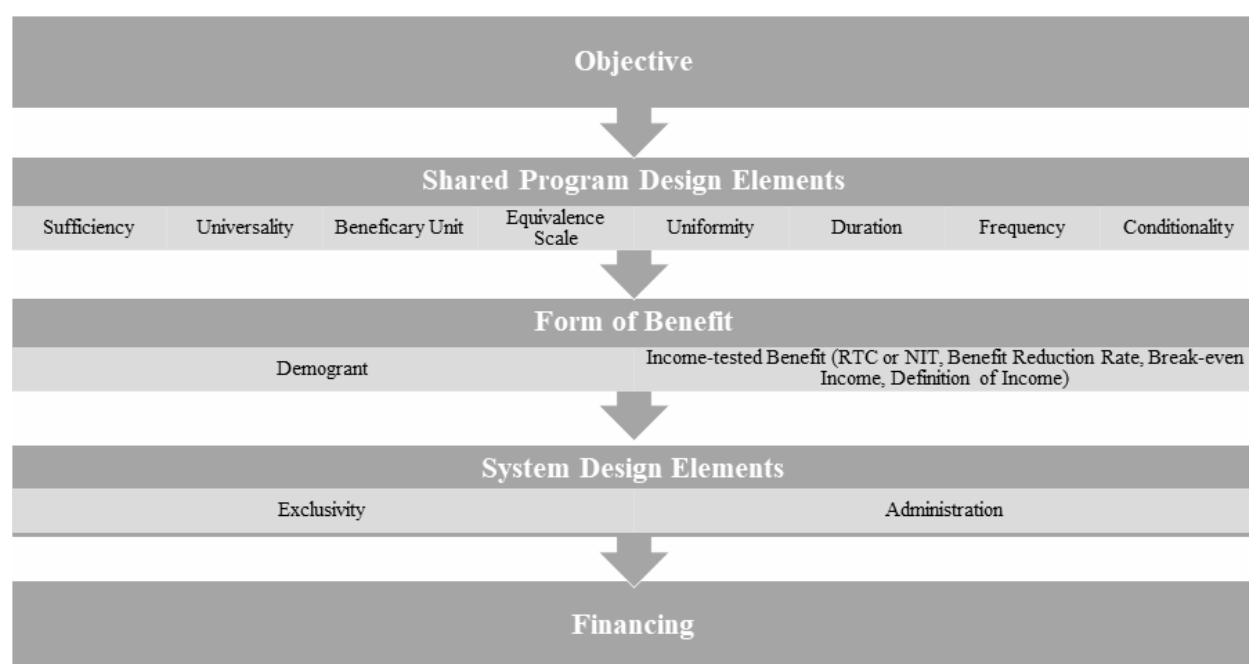 Objective
Shared Program Design Elements
Sufficiency
Universality
Beneficary Unit
Equivalence
Scale
Uniformity
Duration
Frequency
Conditionality
Form of Benefit
Demogrant
Income-tested Benefit (RTC or NIT, Benefit Reduction Rate, Break-even
Income, Definition of Income)
System Design Elements
Exclusivity
Administration
Financing